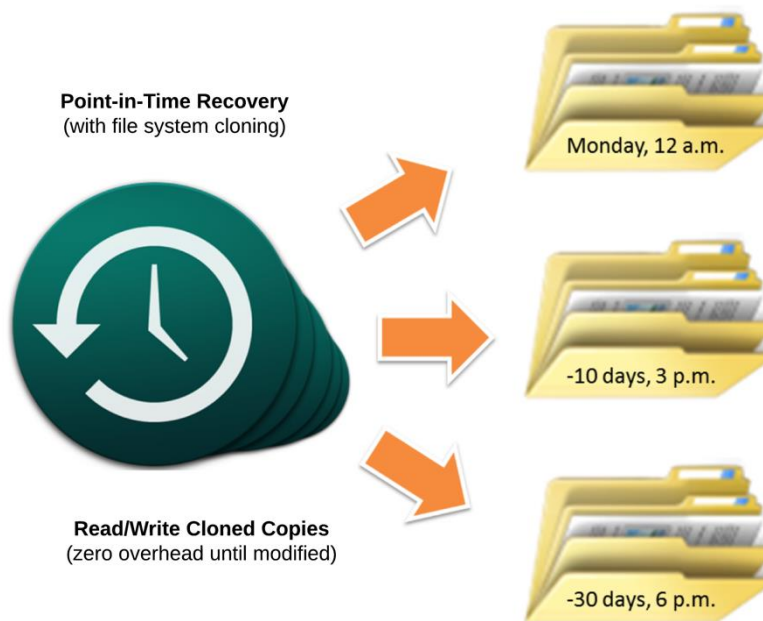 Point-in-Time Recovery
(with file system cloning)
Monday, 12 a.m.
-10 days, 3 p.m.
Read/Write Cloned Copies
(zero overhead until modified)
-30 days, 6 p.m.